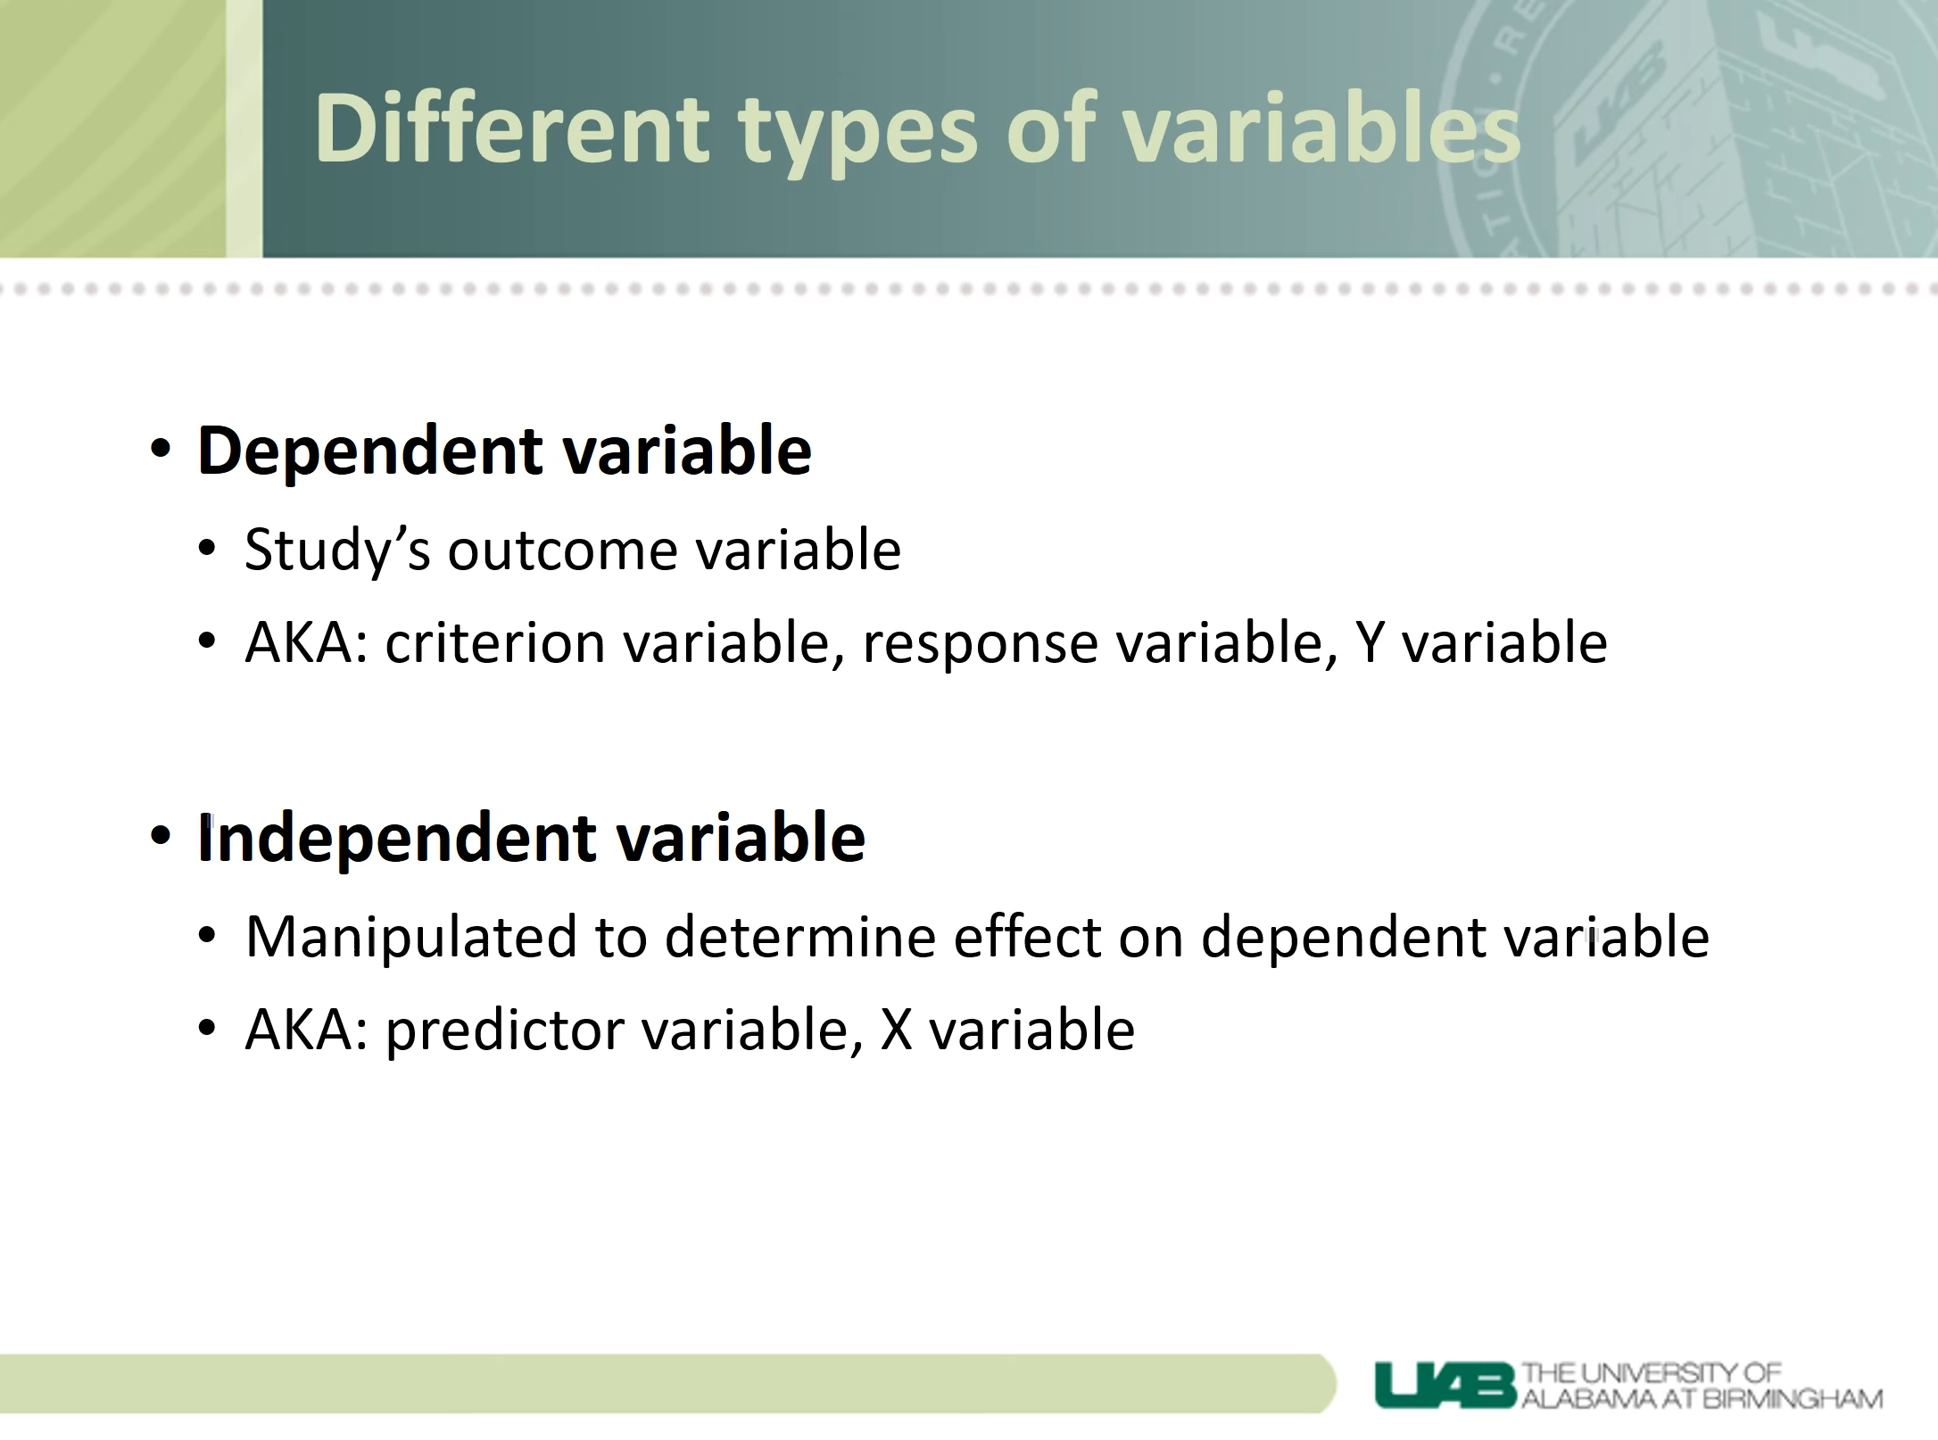 Different types of variables
• Dependent variable
• Study’s outcome variable
• AKA: criterion variable, response variable, Y variable
• Independent variable
• Manipulated to determine effect on dependent variable
• AKA: predictor variable, X variable
UAB THE UNIVERSITY OF
ALABAMA AT BIRMINGHAM